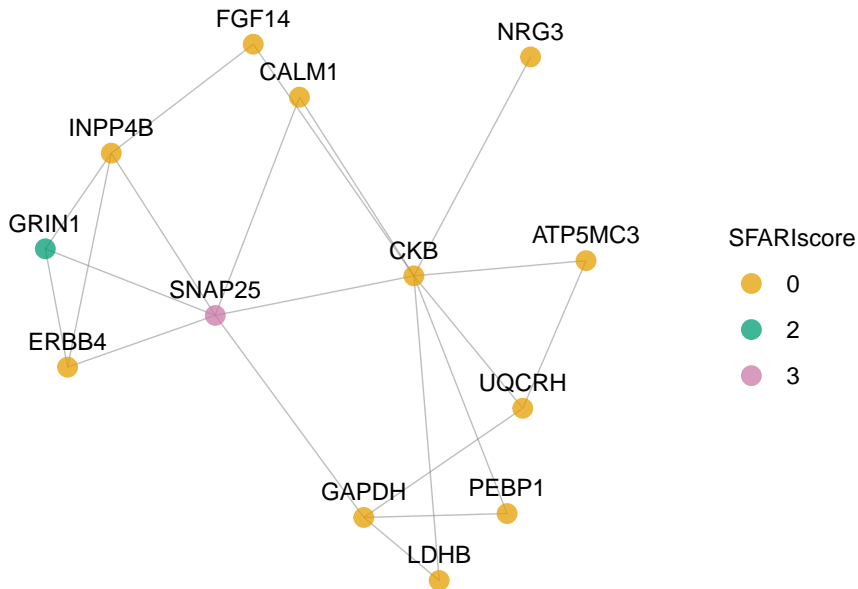 FGF14
NRG3
CALM1
INPP4B
GRIN1
ATP5MC3
CKB
SFARIscore
SNAP25
0
2
ERBB4
3
UQCRH
GAPDH
PEBP1
LDHB